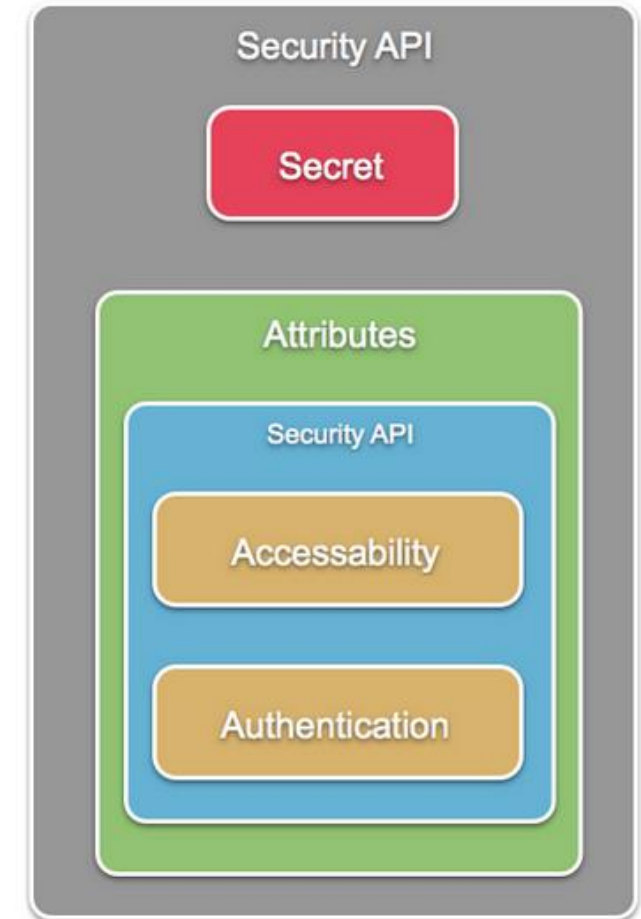 Security API
Secret
Attributes
Security API
Accessability
Authentication